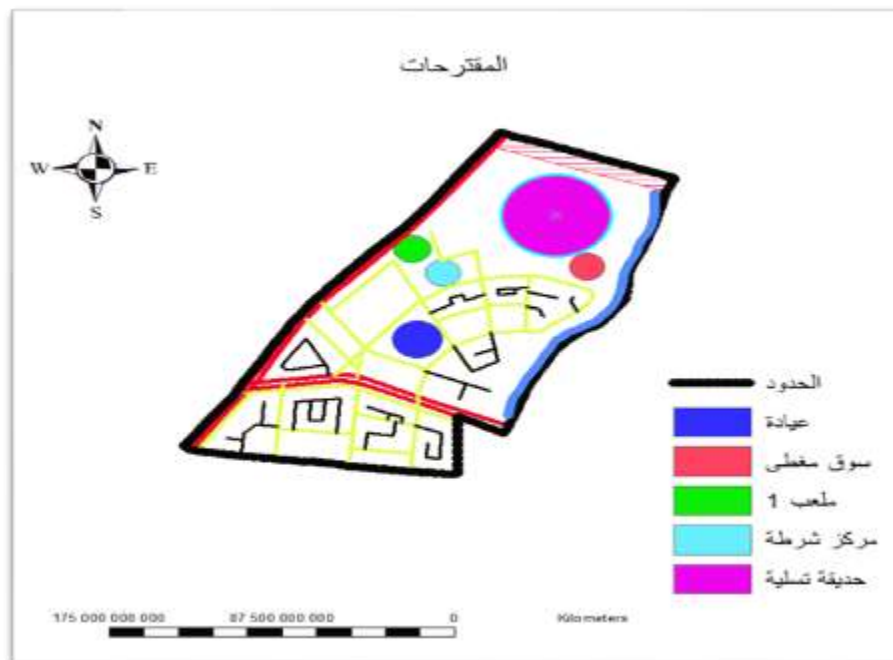 المقترحات
N
W E
S
الحدود
عيادة
سوق مغطى
ملعب 1
مركز شرطة
حديقة تسلية
175 000 000 000 87 500 000 000 0 Kilometers